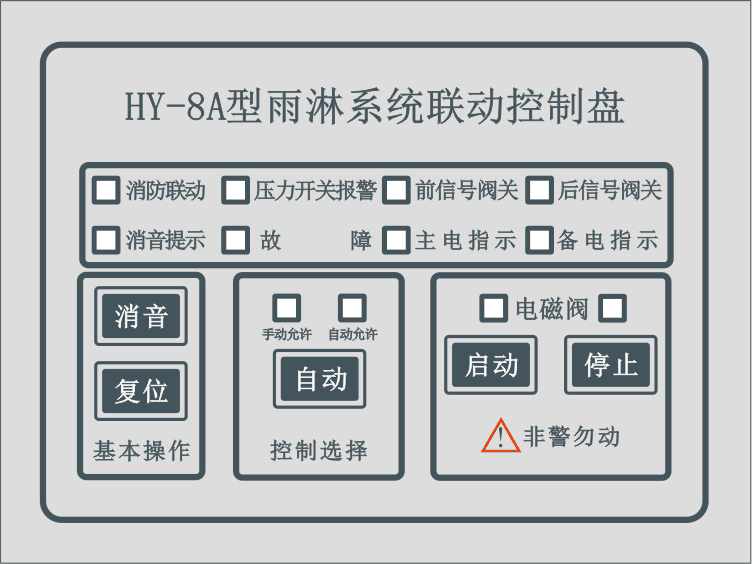 HY-8A型雨淋系统联动控制盘
消防联动 压力开关报警 前信号阀关 后信号阀关
消音提示 故 障 主电指示 备电指示
消音
复位
基本操作
手动允许 自动允许
自动
控制选择
电磁阀
启动 停止
! 非警勿动